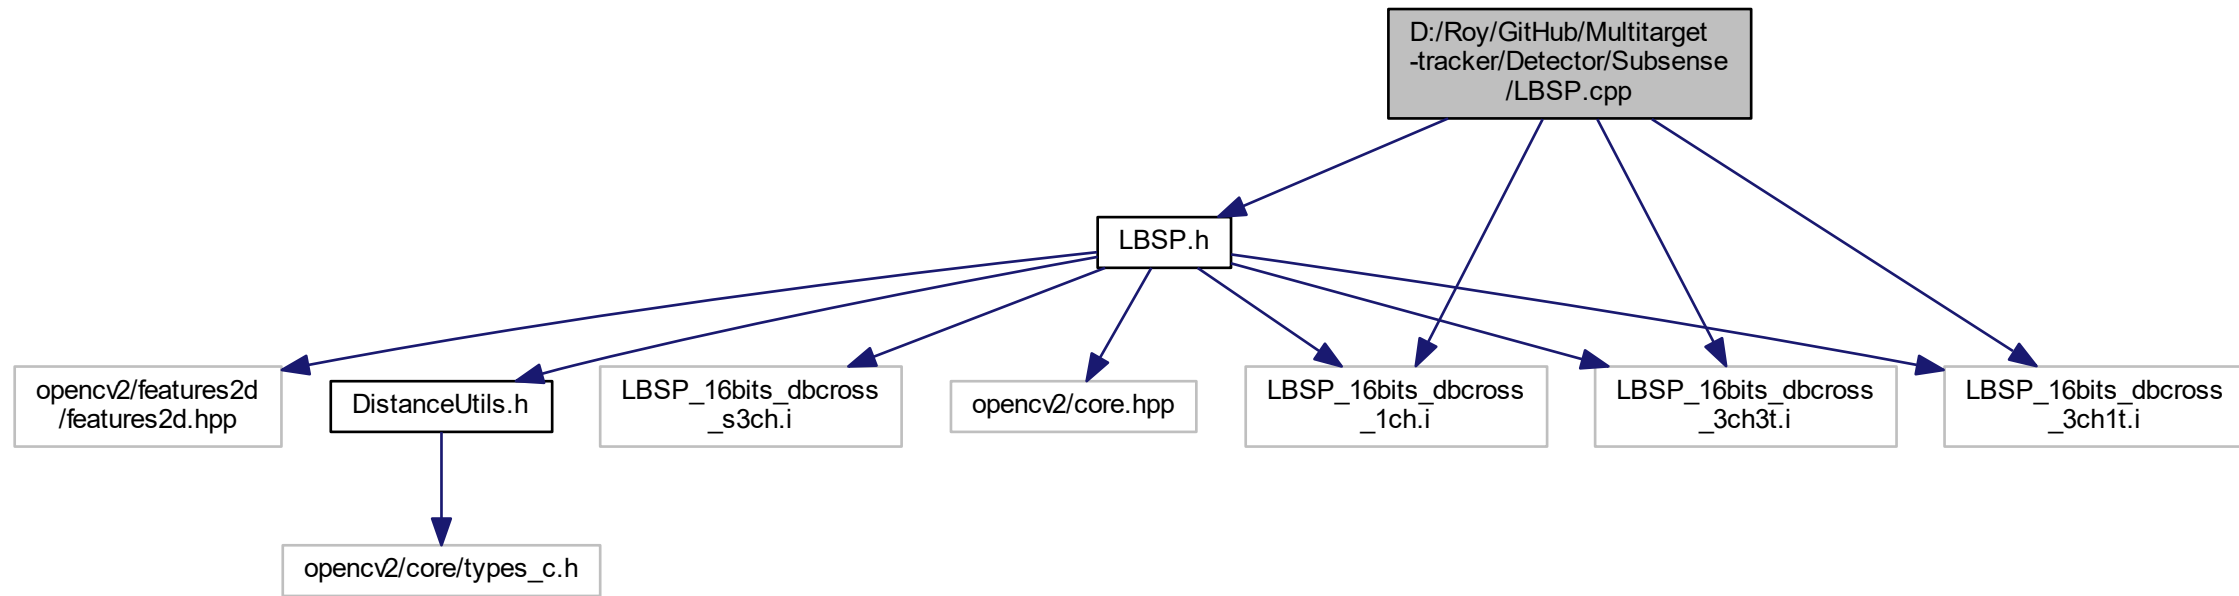 D:/Roy/GitHub/Multitarget
-tracker/Detector/Subsense
/LBSP.cpp
LBSP.h
opencv2/features2d
/features2d.hpp
DistanceUtils.h
LBSP_16bits_dbcross
_s3ch.i
opencv2/core.hpp
LBSP_16bits_dbcross
_1ch.i
LBSP_16bits_dbcross
_3ch3t.i
LBSP_16bits_dbcross
_3ch1t.i
opencv2/core/types_c.h